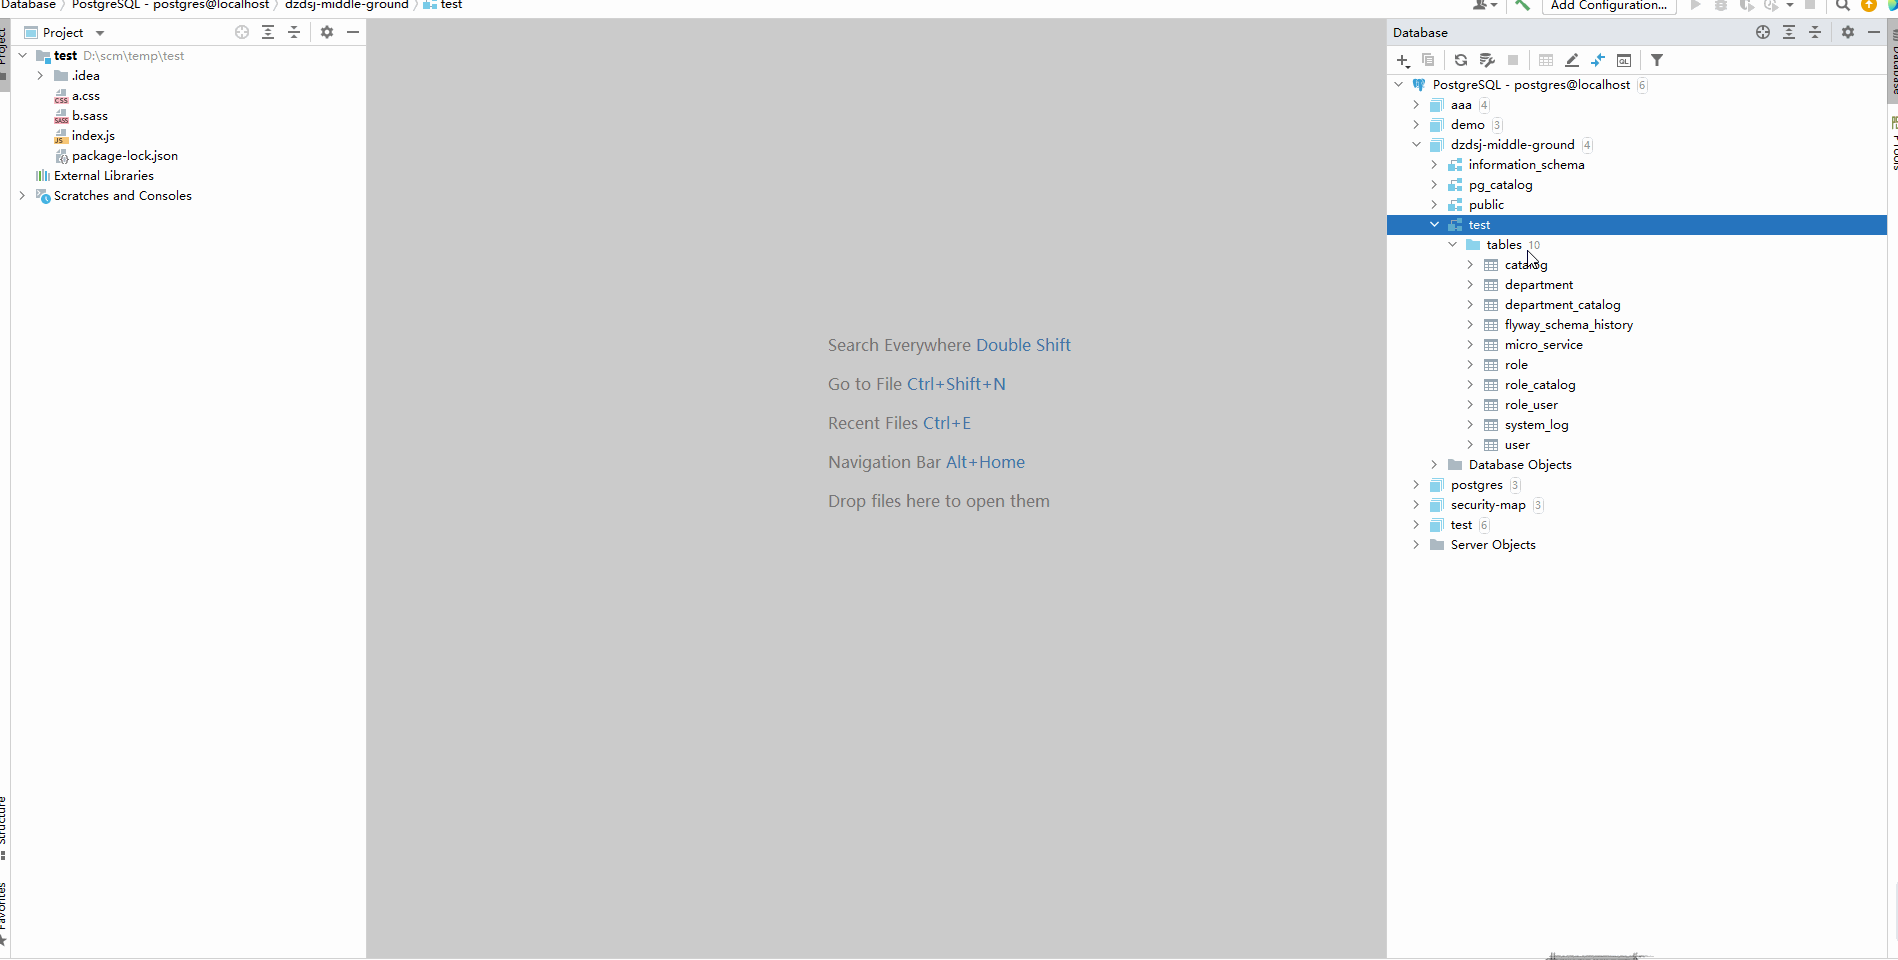 Database 〉 PostgreSQL - postgres@localhost 〉 dzdsj-middle-ground 〉 test
Add Configuration...
Project
Project
test D:\scm\temp\test
.idea
a.css
b.sass
index.js
package-lock.json
External Libraries
Scratches and Consoles
Structure
Favorites
Search Everywhere Double Shift
Go to File Ctrl+Shift+N
Recent Files Ctrl+E
Navigation Bar Alt+Home
Drop files here to open them
Database
PostgreSQL - postgres@localhost 6
aaa 4
demo 3
dzdsj-middle-ground 4
information_schema
pg_catalog
public
test
tables 10
catalog
department
department_catalog
flyway_schema_history
micro_service
role
role_catalog
role_user
system_log
user
Database Objects
postgres 3
security-map 3
test 6
Server Objects
Database